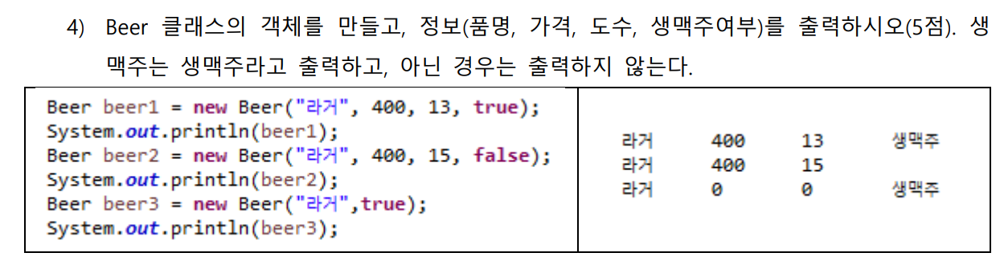 4) Beer 클래스의 객체를 만들고, 정보(품명, 가격, 도수, 생맥주여부)를 출력하시오(5점). 생
맥주는 생맥주라고 출력하고, 아닌 경우는 출력하지 않는다.
Beer beer1 = new Beer("라거", 400, 13, true);
System.out.println(beer1);
Beer beer2 = new Beer("라거", 400, 15, false);
System.out.println(beer2);
Beer beer3 = new Beer("라거",true);
System.out.println(beer3);
라거 400 13 생맥주
라거 400 15
라거 0 0 생맥주